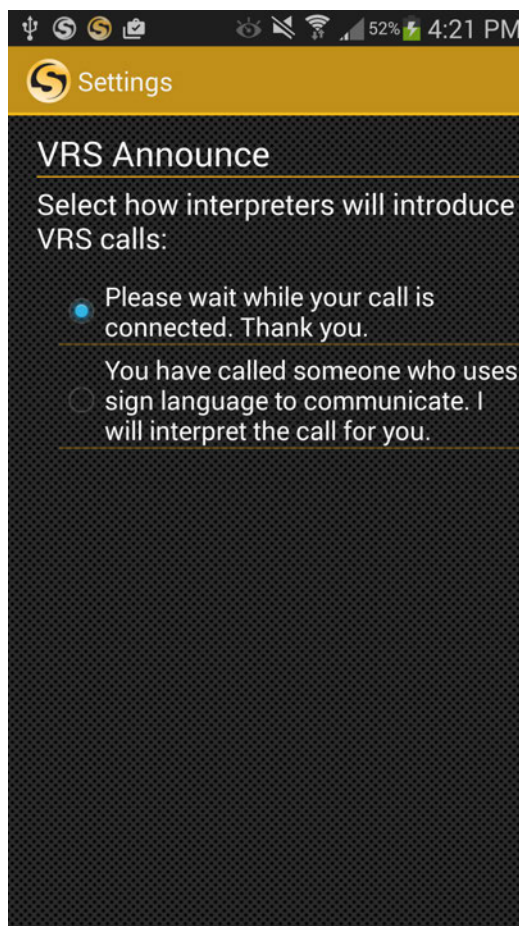 52% 4:21 PM
Settings
VRS Announce
Select how interpreters will introduce
VRS calls:
Please wait while your call is
connected. Thank you.
You have called someone who uses
sign language to communicate. I
will interpret the call for you.